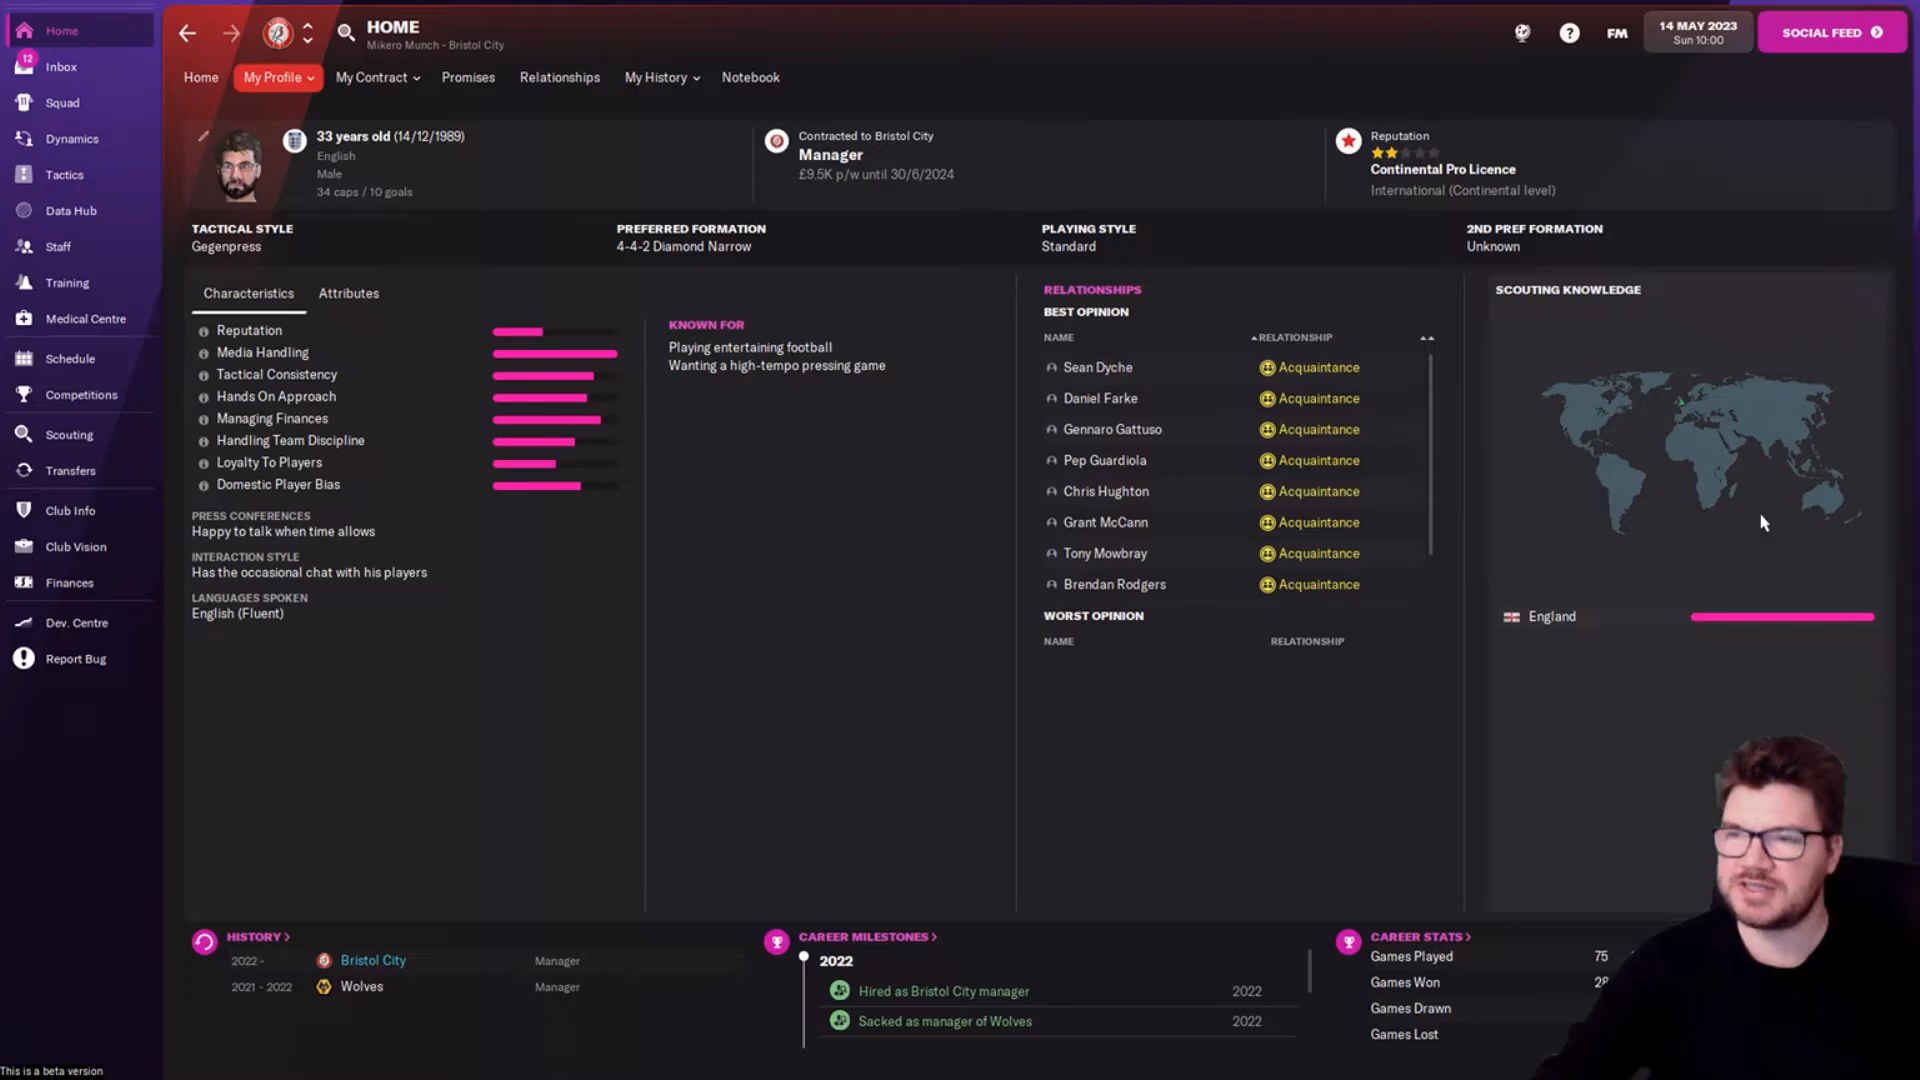 Home
12
Inbox
Squad
Dynamics
Tactics
Data Hub
Staff
Training
Medical Centre
Schedule
Competitions
Scouting
Transfers
Club Info
Club Vision
Finances
Dev. Centre
Report Bug
This is a beta version
HOME
Mikero Munch - Bristol City
FM
14 MAY 2023
Sun 10:00
SOCIAL FEED
Home
My Profile
My Contract
Promises
Relationships
My History
Notebook
33 years old (14/12/1989)
English
Male
34 caps / 10 goals
Contracted to Bristol City
Manager
£9.5K p/w until 30/6/2024
Reputation
Continental Pro Licence
International (Continental level)
TACTICAL STYLE
Gegenpress
PREFERRED FORMATION
4-4-2 Diamond Narrow
PLAYING STYLE
Standard
2ND PREF FORMATION
Unknown
Characteristics
Attributes
Reputation
Media Handling
Tactical Consistency
Hands On Approach
Managing Finances
Handling Team Discipline
Loyalty To Players
Domestic Player Bias
PRESS CONFERENCES
Happy to talk when time allows
INTERACTION STYLE
Has the occasional chat with his players
LANGUAGES SPOKEN
English (Fluent)
KNOWN FOR
Playing entertaining football
Wanting a high-tempo pressing game
RELATIONSHIPS
BEST OPINION
NAME RELATIONSHIP
Sean Dyche Acquaintance
Daniel Farke Acquaintance
Gennaro Gattuso Acquaintance
Pep Guardiola Acquaintance
Chris Hughton Acquaintance
Grant McCann Acquaintance
Tony Mowbray Acquaintance
Brendan Rodgers Acquaintance
WORST OPINION
NAME RELATIONSHIP
SCOUTING KNOWLEDGE
England
HISTORY >
2022 - Bristol City Manager
2021 - 2022 Wolves Manager
CAREER MILESTONES >
2022
Hired as Bristol City manager 2022
Sacked as manager of Wolves 2022
CAREER STATS >
Games Played 75
Games Won 28
Games Drawn
Games Lost